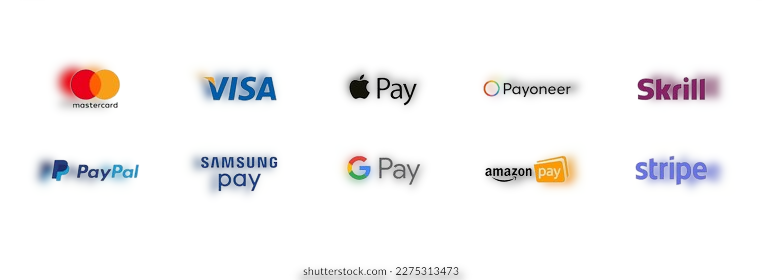 mastercard
VISA
Pay
Payoneer
Skrill
PayPal
SAMSUNG
pay
G Pay
amazon pay
stripe
shutterstock.com · 2275313473